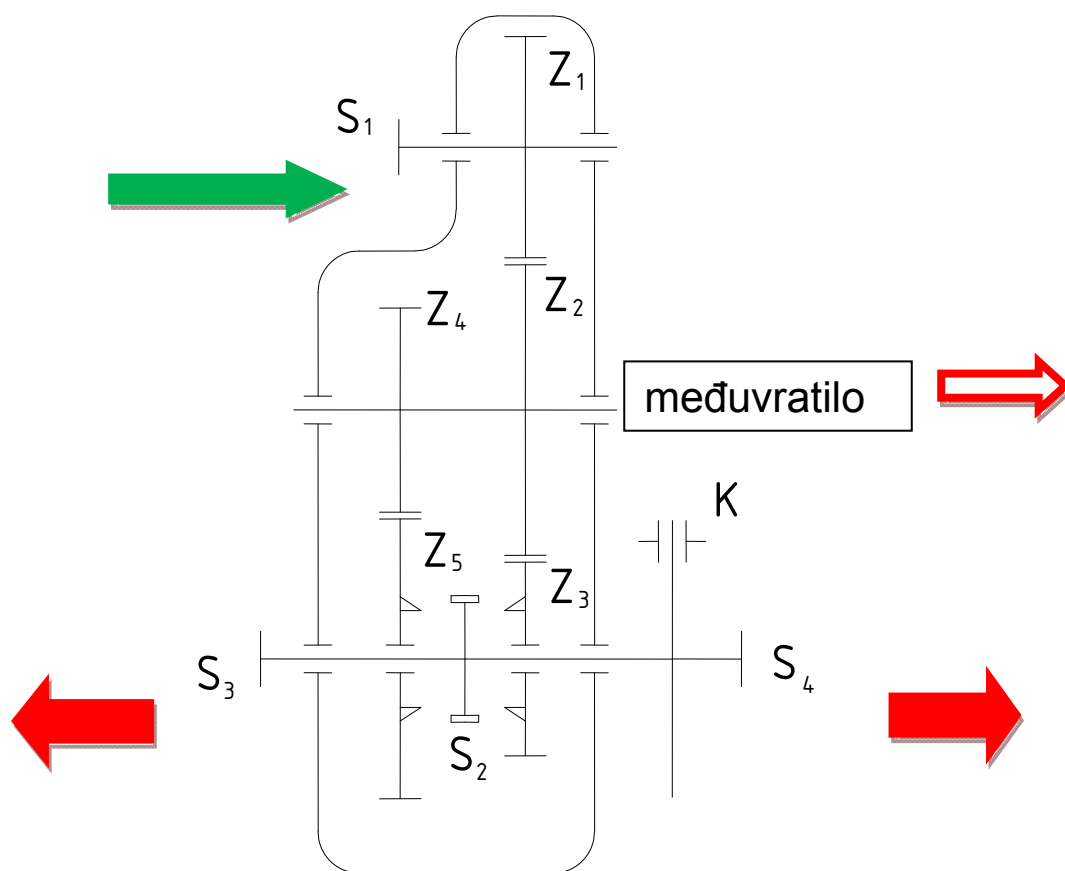 Z₁
S₁
Z₂
Z₄
međuvratilo
K
Z₅
Z₃
S₃
S₄
S₂